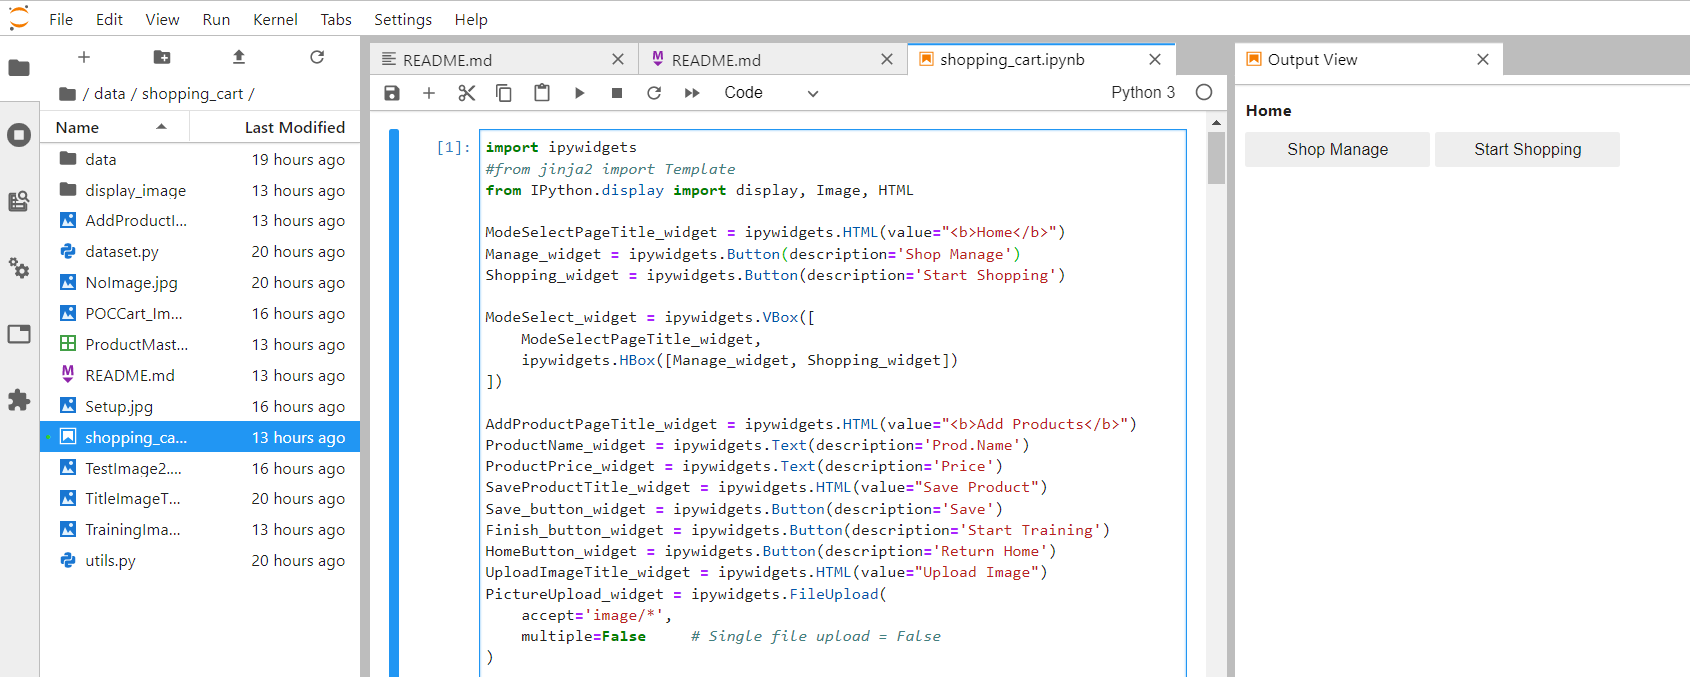 File Edit View Run Kernel Tabs Settings Help
/ data / shopping_cart /
Name Last Modified
data 19 hours ago
display_image 13 hours ago
AddProductI... 13 hours ago
dataset.py 20 hours ago
NoImage.jpg 20 hours ago
POCCart_Im... 16 hours ago
ProductMast... 13 hours ago
README.md 13 hours ago
Setup.jpg 16 hours ago
shopping_ca... 13 hours ago
TestImage2.... 16 hours ago
TitleImageT... 20 hours ago
TrainingIma... 13 hours ago
utils.py 20 hours ago
README.md
README.md
shopping_cart.ipynb
Code Python 3
[1]:
import ipywidgets
#from jinja2 import Template
from IPython.display import display, Image, HTML

ModeSelectPageTitle_widget = ipywidgets.HTML(value="<b>Home</b>")
Manage_widget = ipywidgets.Button(description='Shop Manage')
Shopping_widget = ipywidgets.Button(description='Start Shopping')

ModeSelect_widget = ipywidgets.VBox([
    ModeSelectPageTitle_widget,
    ipywidgets.HBox([Manage_widget, Shopping_widget])
])

AddProductPageTitle_widget = ipywidgets.HTML(value="<b>Add Products</b>")
ProductName_widget = ipywidgets.Text(description='Prod.Name')
ProductPrice_widget = ipywidgets.Text(description='Price')
SaveProductTitle_widget = ipywidgets.HTML(value="Save Product")
Save_button_widget = ipywidgets.Button(description='Save')
Finish_button_widget = ipywidgets.Button(description='Start Training')
HomeButton_widget = ipywidgets.Button(description='Return Home')
UploadImageTitle_widget = ipywidgets.HTML(value="Upload Image")
PictureUpload_widget = ipywidgets.FileUpload(
    accept='image/*',
    multiple=False     # Single file upload = False
)
Output View
Home
Shop Manage Start Shopping